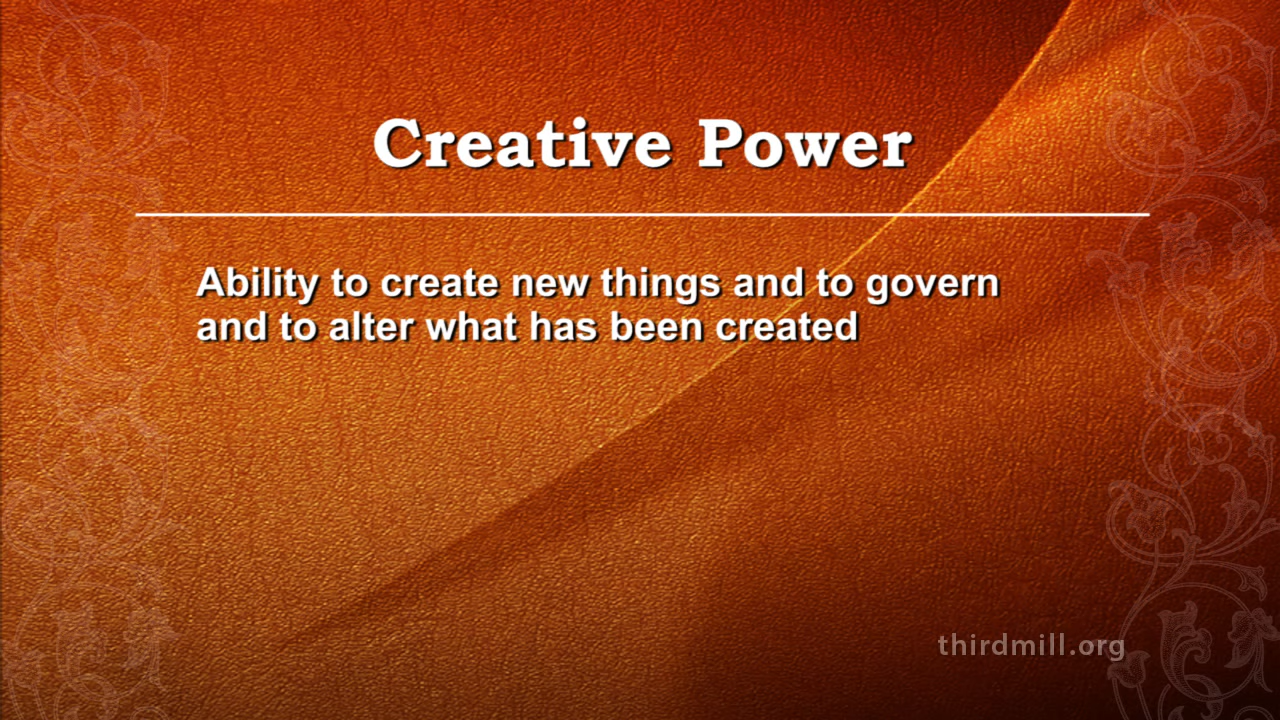 Creative Power
Ability to create new things and to govern
and to alter what has been created
thirdmill.org